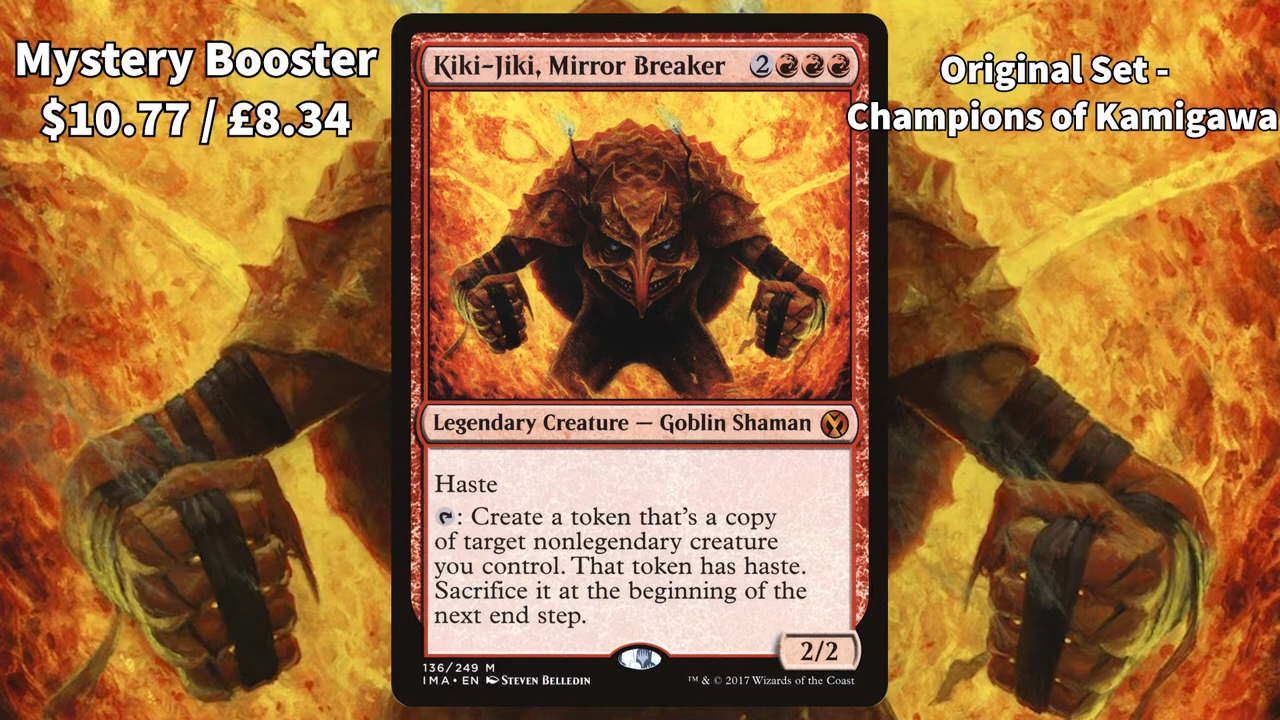 Mystery Booster
$10.77 / £8.34
Original Set -
Champions of Kamigawa
Kiki-Jiki, Mirror Breaker 2
Legendary Creature — Goblin Shaman
Haste
: Create a token that's a copy
of target nonlegendary creature
you control. That token has haste.
Sacrifice it at the beginning of the
next end step.
2/2
136/249 M
IMA • EN Steven Belledin
™ & © 2017 Wizards of the Coast